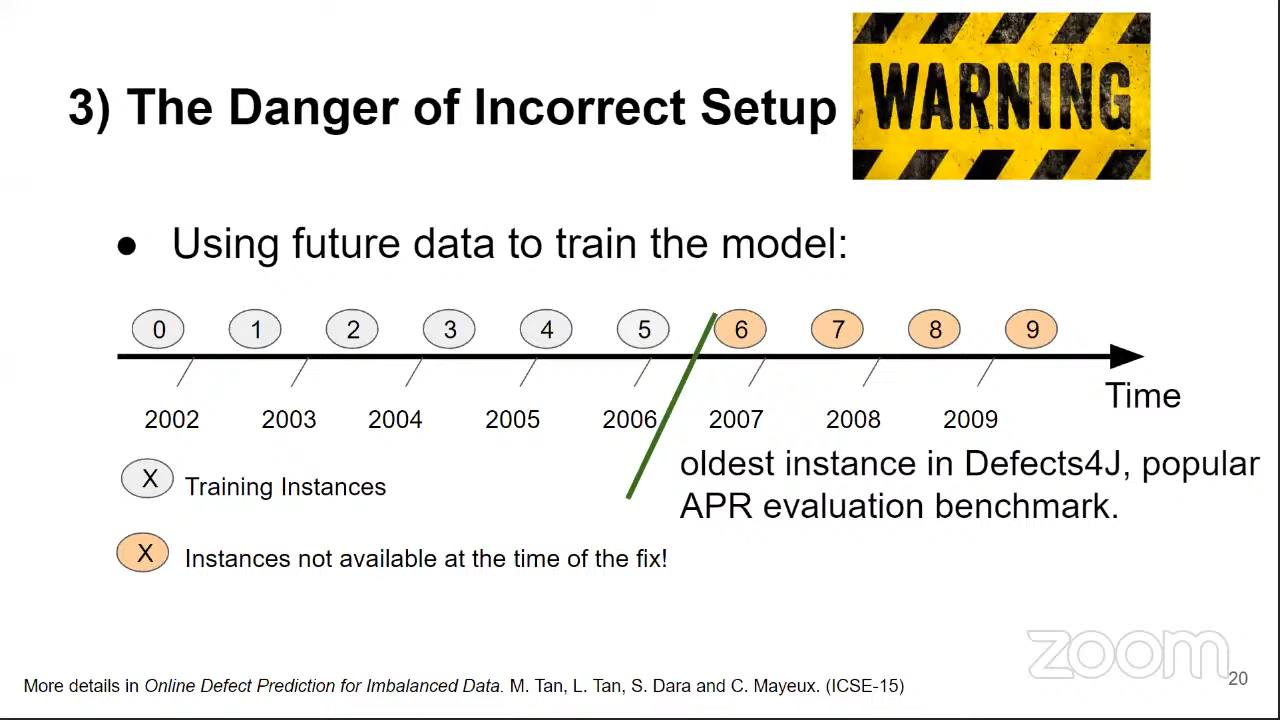 3) The Danger of Incorrect Setup
WARNING
● Using future data to train the model:
0 1 2 3 4 5 6 7 8 9
Time
2002 2003 2004 2005 2006 2007 2008 2009
oldest instance in Defects4J, popular
APR evaluation benchmark.
X Training Instances
X Instances not available at the time of the fix!
zoom
More details in Online Defect Prediction for Imbalanced Data. M. Tan, L. Tan, S. Dara and C. Mayeux. (ICSE-15)
20